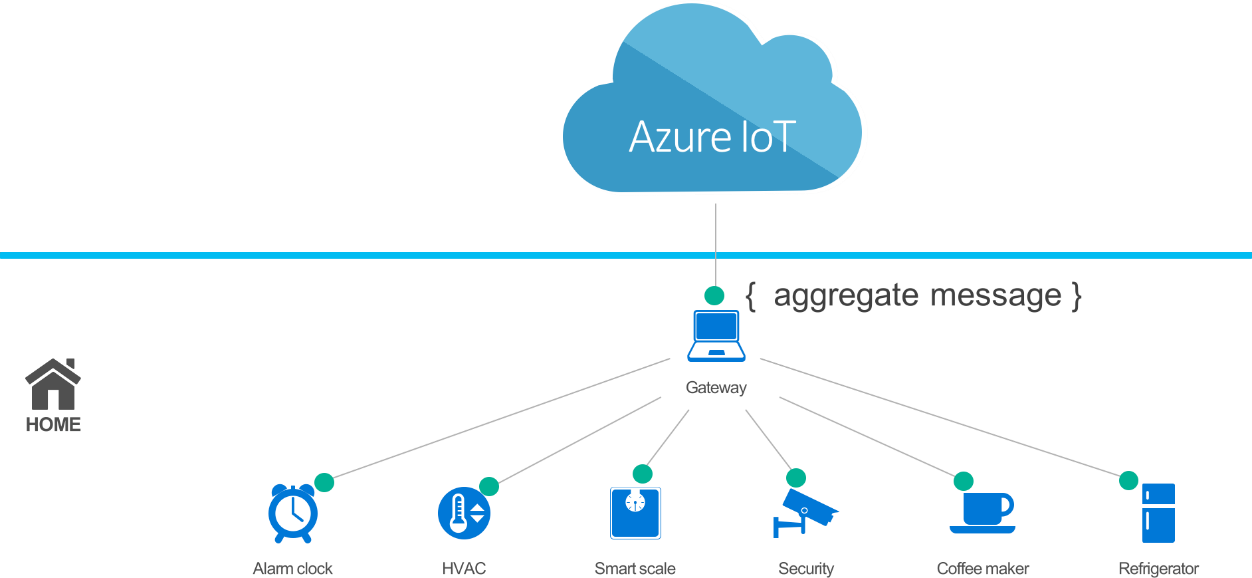 Azure IoT
{ aggregate message }
Gateway
HOME
Alarm clock
HVAC
Smart scale
Security
Coffee maker
Refrigerator